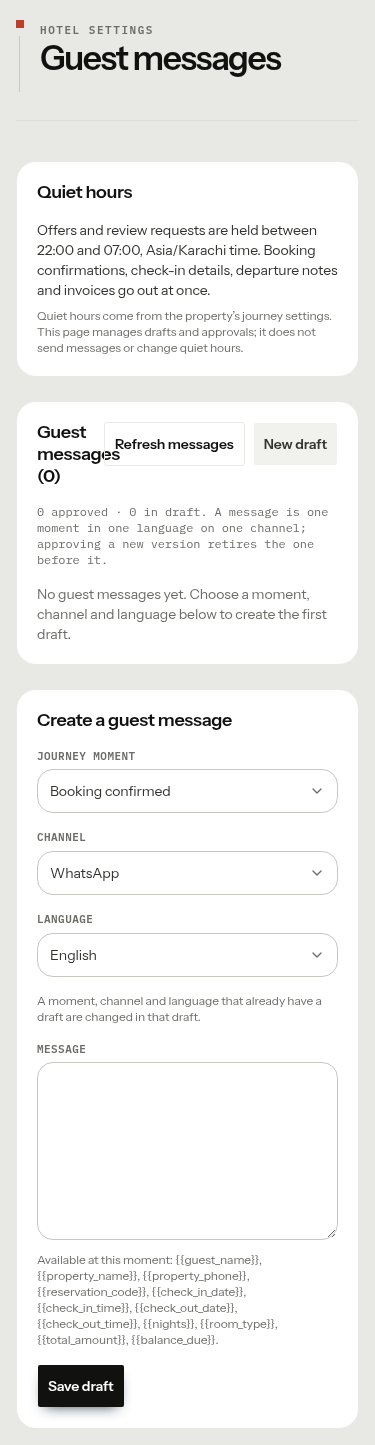 HOTEL SETTINGS
Guest messages
Quiet hours
Offers and review requests are held between
22:00 and 07:00, Asia/Karachi time. Booking
confirmations, check-in details, departure notes
and invoices go out at once.
Quiet hours come from the property's journey settings.
This page manages drafts and approvals; it does not
send messages or change quiet hours.
Guest
messages
(0)
Refresh messages
New draft
0 approved · 0 in draft. A message is one
moment in one language on one channel;
approving a new version retires the one
before it.
No guest messages yet. Choose a moment,
channel and language below to create the first
draft.
Create a guest message
JOURNEY MOMENT
Booking confirmed
CHANNEL
WhatsApp
LANGUAGE
English
A moment, channel and language that already have a
draft are changed in that draft.
MESSAGE
Available at this moment: {{guest_name}},
{{property_name}}, {{property_phone}},
{{reservation_code}}, {{check_in_date}},
{{check_in_time}}, {{check_out_date}},
{{check_out_time}}, {{nights}}, {{room_type}},
{{total_amount}}, {{balance_due}}.
Save draft